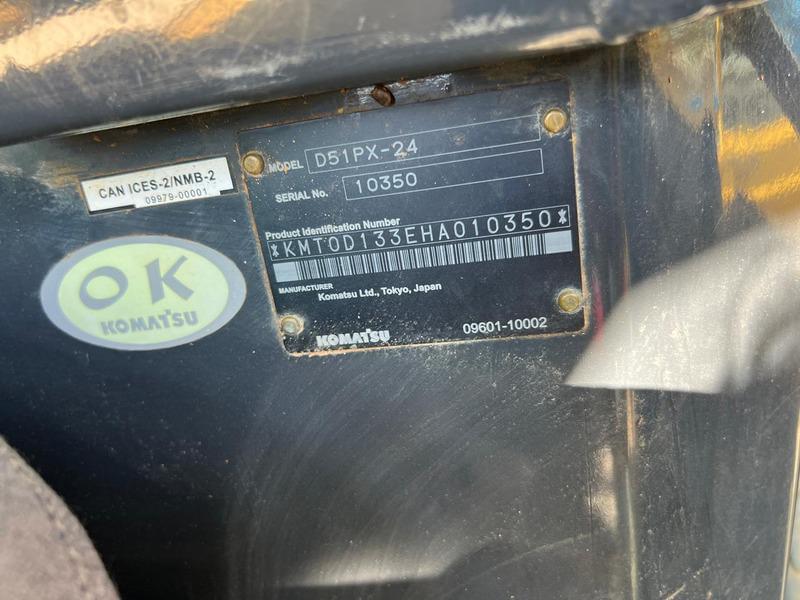 CAN ICES-2/NMB-2
09979-00001
OK
KOMATSU
MODEL D51PX-24
SERIAL No. 10350
Product Identification Number
*KMT0D133EHA010350*
MANUFACTURER
Komatsu Ltd., Tokyo, Japan
KOMATSU 09601-10002